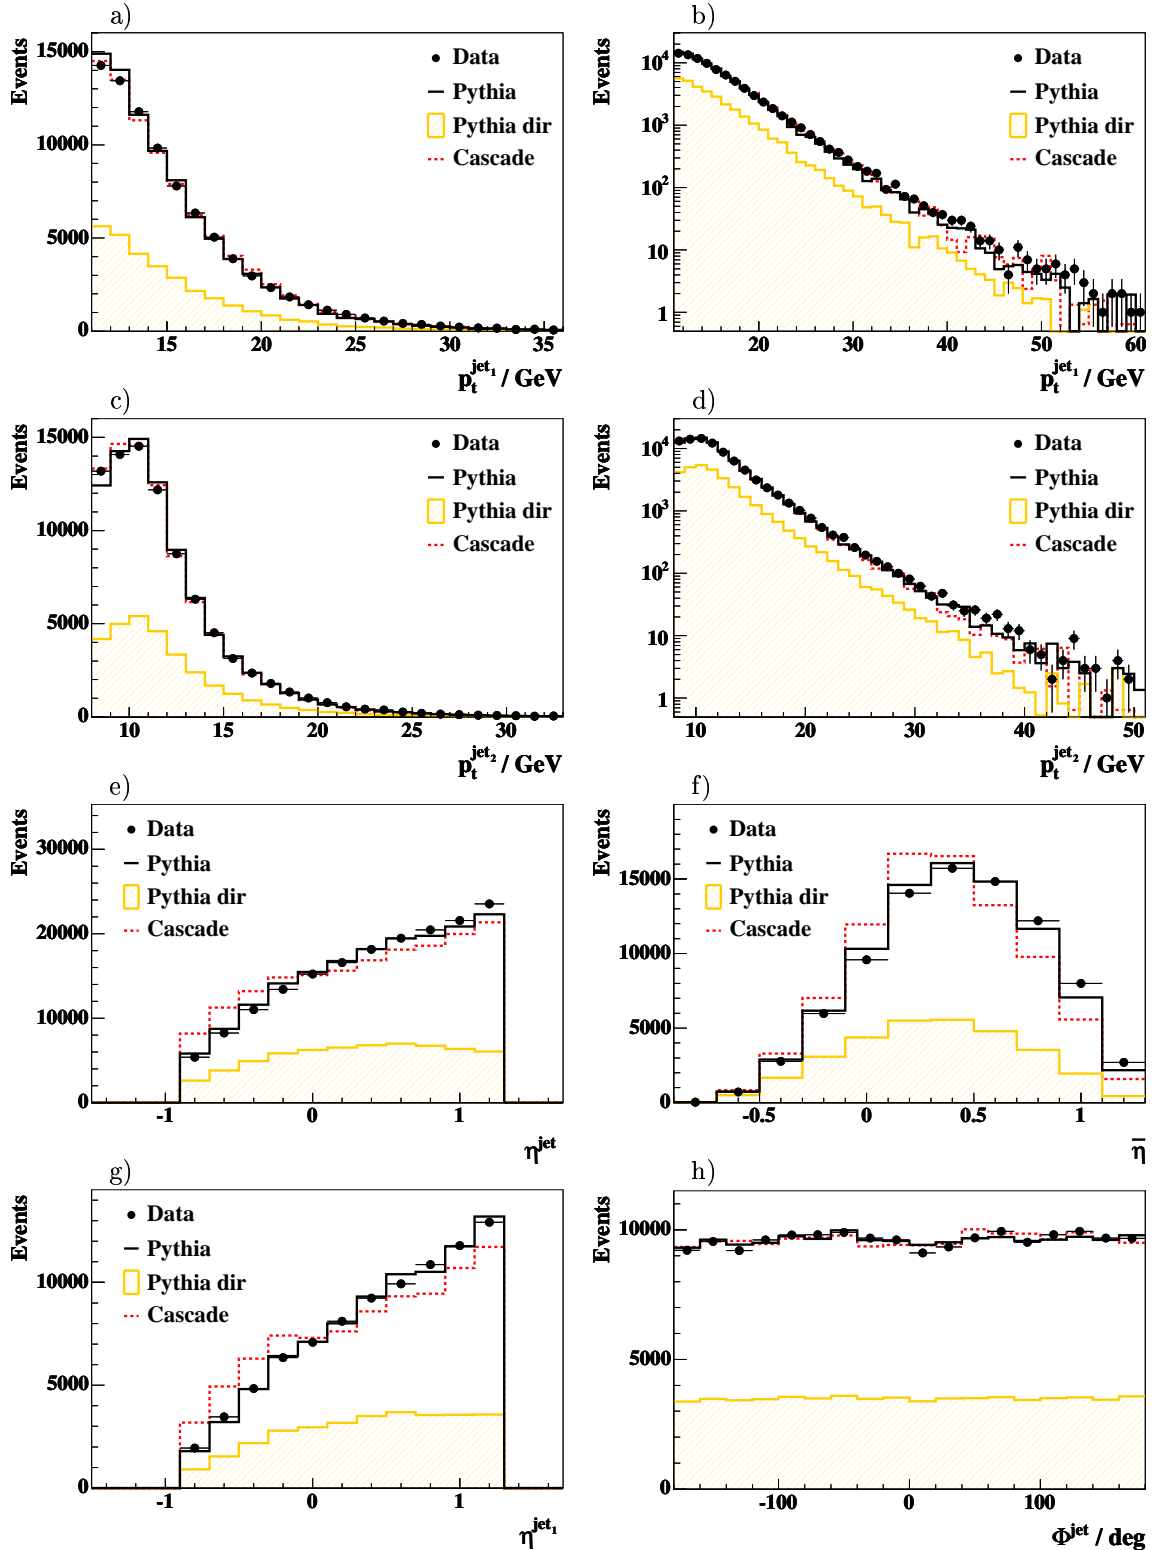 a)
Events
15000
10000
5000
0
15 20 25 30 35
p_t^{jet_1} / GeV
Data
Pythia
Pythia dir
Cascade
b)
Events
10^4
10^3
10^2
10
1
20 30 40 50 60
p_t^{jet_1} / GeV
Data
Pythia
Pythia dir
Cascade
c)
Events
15000
10000
5000
0
10 15 20 25 30
p_t^{jet_2} / GeV
Data
Pythia
Pythia dir
Cascade
d)
Events
10^4
10^3
10^2
10
1
10 20 30 40 50
p_t^{jet_2} / GeV
Data
Pythia
Pythia dir
Cascade
e)
Events
30000
20000
10000
0
-1 0 1
η^{jet}
Data
Pythia
Pythia dir
Cascade
f)
Events
15000
10000
5000
0
-0.5 0 0.5 1
η̅
Data
Pythia
Pythia dir
Cascade
g)
Events
10000
5000
0
-1 0 1
η^{jet_1}
Data
Pythia
Pythia dir
Cascade
h)
Events
10000
5000
0
-100 0 100
Φ^{jet} / deg